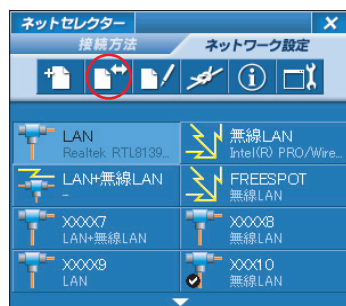 ネットセレクター
接続方法
ネットワーク設定
LAN
Realtek RTL8139...
無線LAN
Intel(R) PRO/Wire...
LAN+無線LAN
-
FREESPOT
無線LAN
XXXX7
LAN+無線LAN
XXXX8
無線LAN
XXXX9
LAN
XXX10
無線LAN